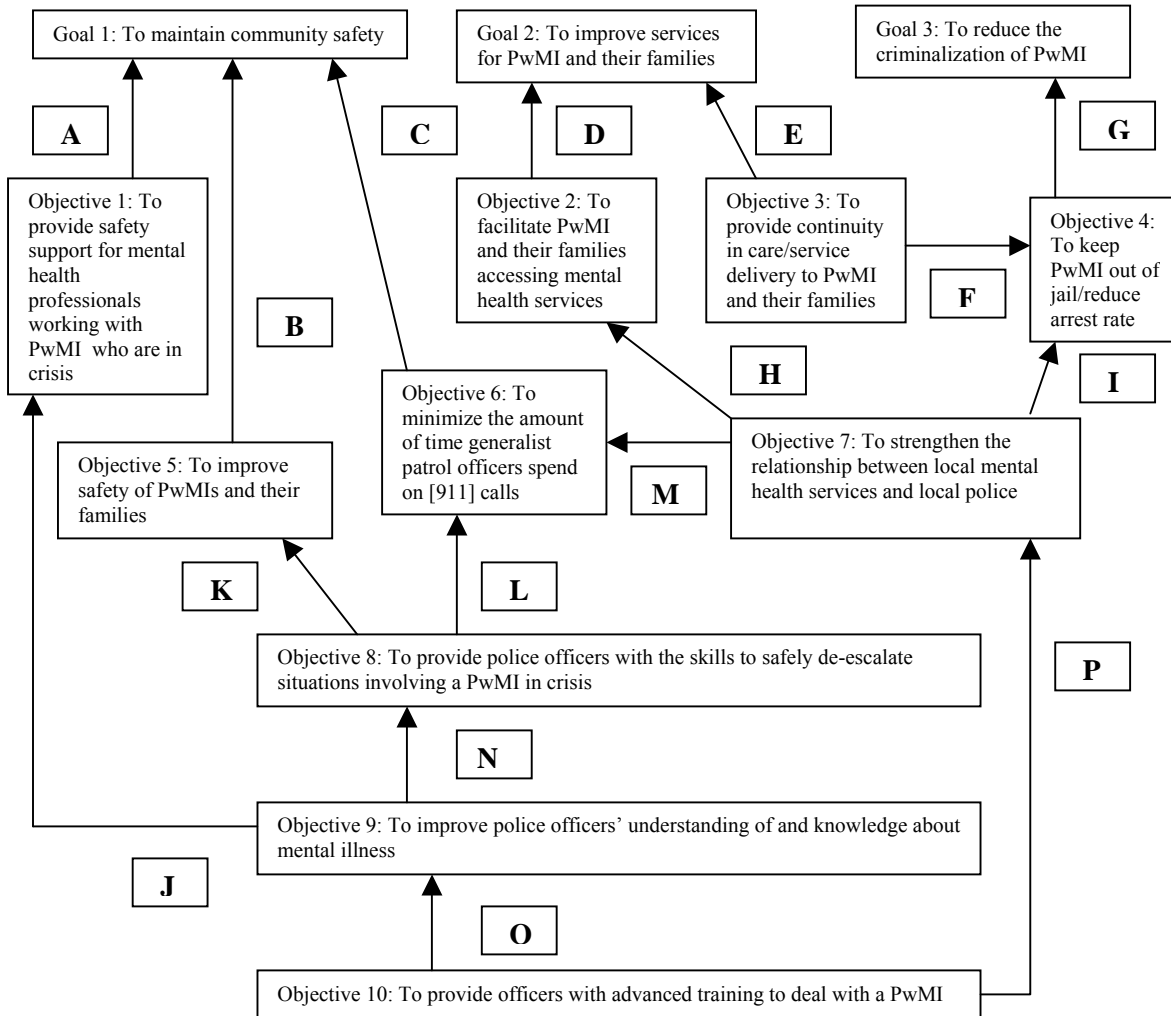 Goal 1: To maintain community safety
Goal 2: To improve services
for PwMI and their families
Goal 3: To reduce the
criminalization of PwMI
A
C
D
E
G
Objective 1: To
provide safety
support for mental
health
professionals
working with
PwMI who are in
crisis
Objective 2: To
facilitate PwMI
and their families
accessing mental
health services
Objective 3: To
provide continuity
in care/service
delivery to PwMI
and their families
Objective 4:
To keep
PwMI out of
jail/reduce
arrest rate
B
F
H
I
Objective 5: To improve
safety of PwMIs and their
families
Objective 6: To
minimize the amount
of time generalist
patrol officers spend
on [911] calls
Objective 7: To strengthen the
relationship between local mental
health services and local police
M
K
L
Objective 8: To provide police officers with the skills to safely de-escalate
situations involving a PwMI in crisis
P
N
Objective 9: To improve police officers’ understanding of and knowledge about
mental illness
J
O
Objective 10: To provide officers with advanced training to deal with a PwMI